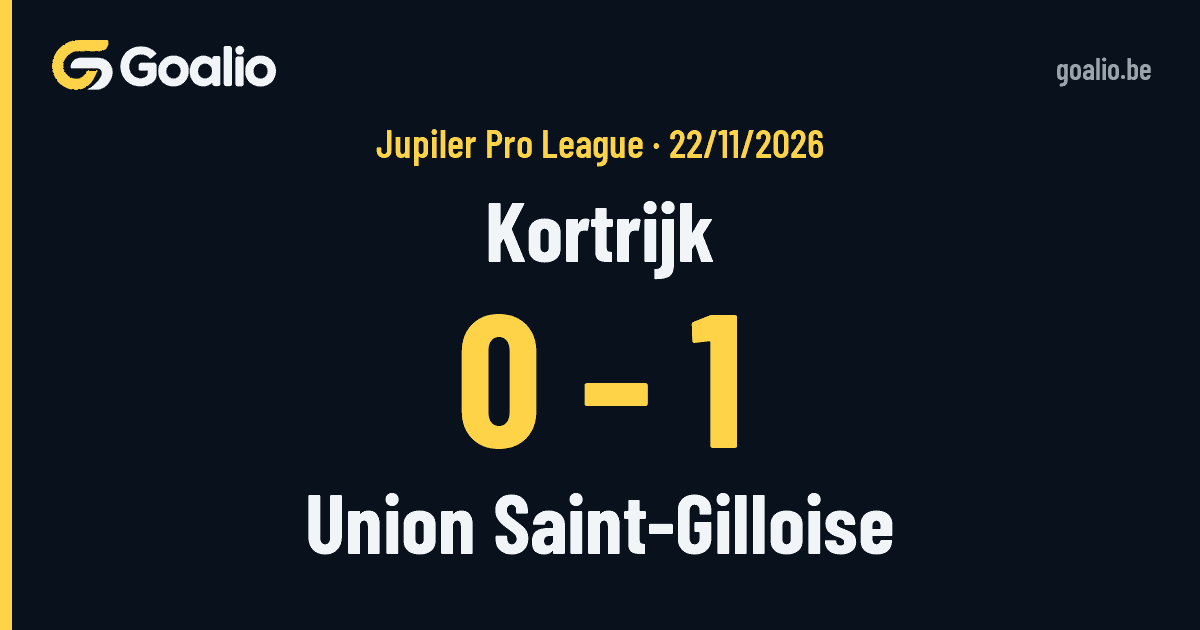 Goalio
goalio.be
Jupiler Pro League · 22/11/2026
Kortrijk
0 – 1
Union Saint-Gilloise